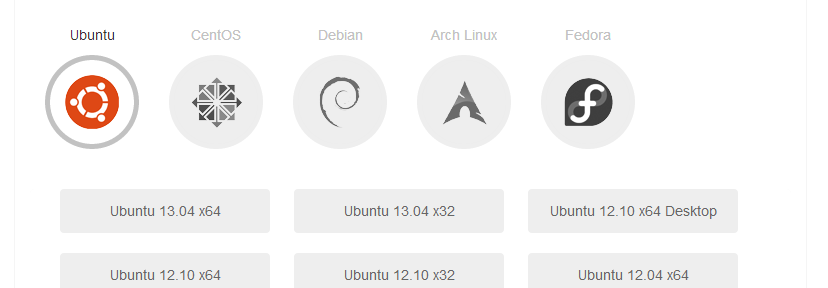 Ubuntu CentOS Debian Arch Linux Fedora
Ubuntu 13.04 x64 Ubuntu 13.04 x32 Ubuntu 12.10 x64 Desktop
Ubuntu 12.10 x64 Ubuntu 12.10 x32 Ubuntu 12.04 x64